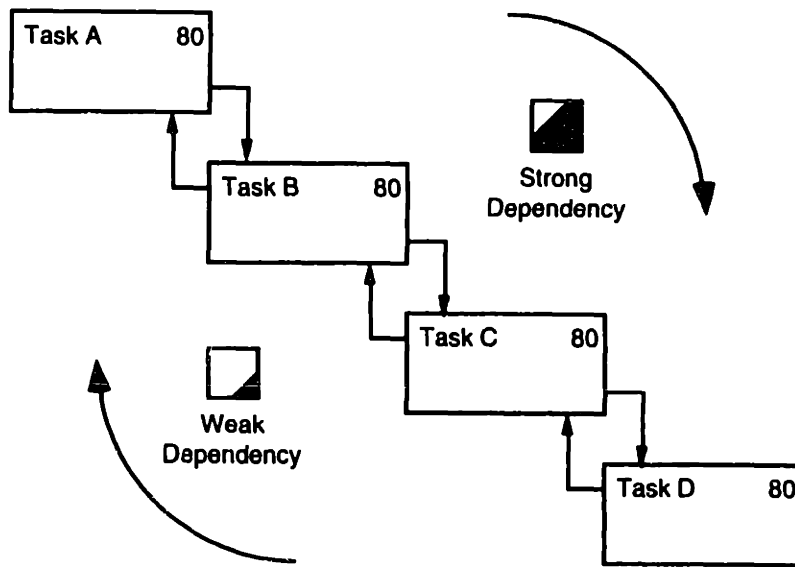 Task A 80
Task B 80
Strong
Dependency
Task C 80
Weak
Dependency
Task D 80